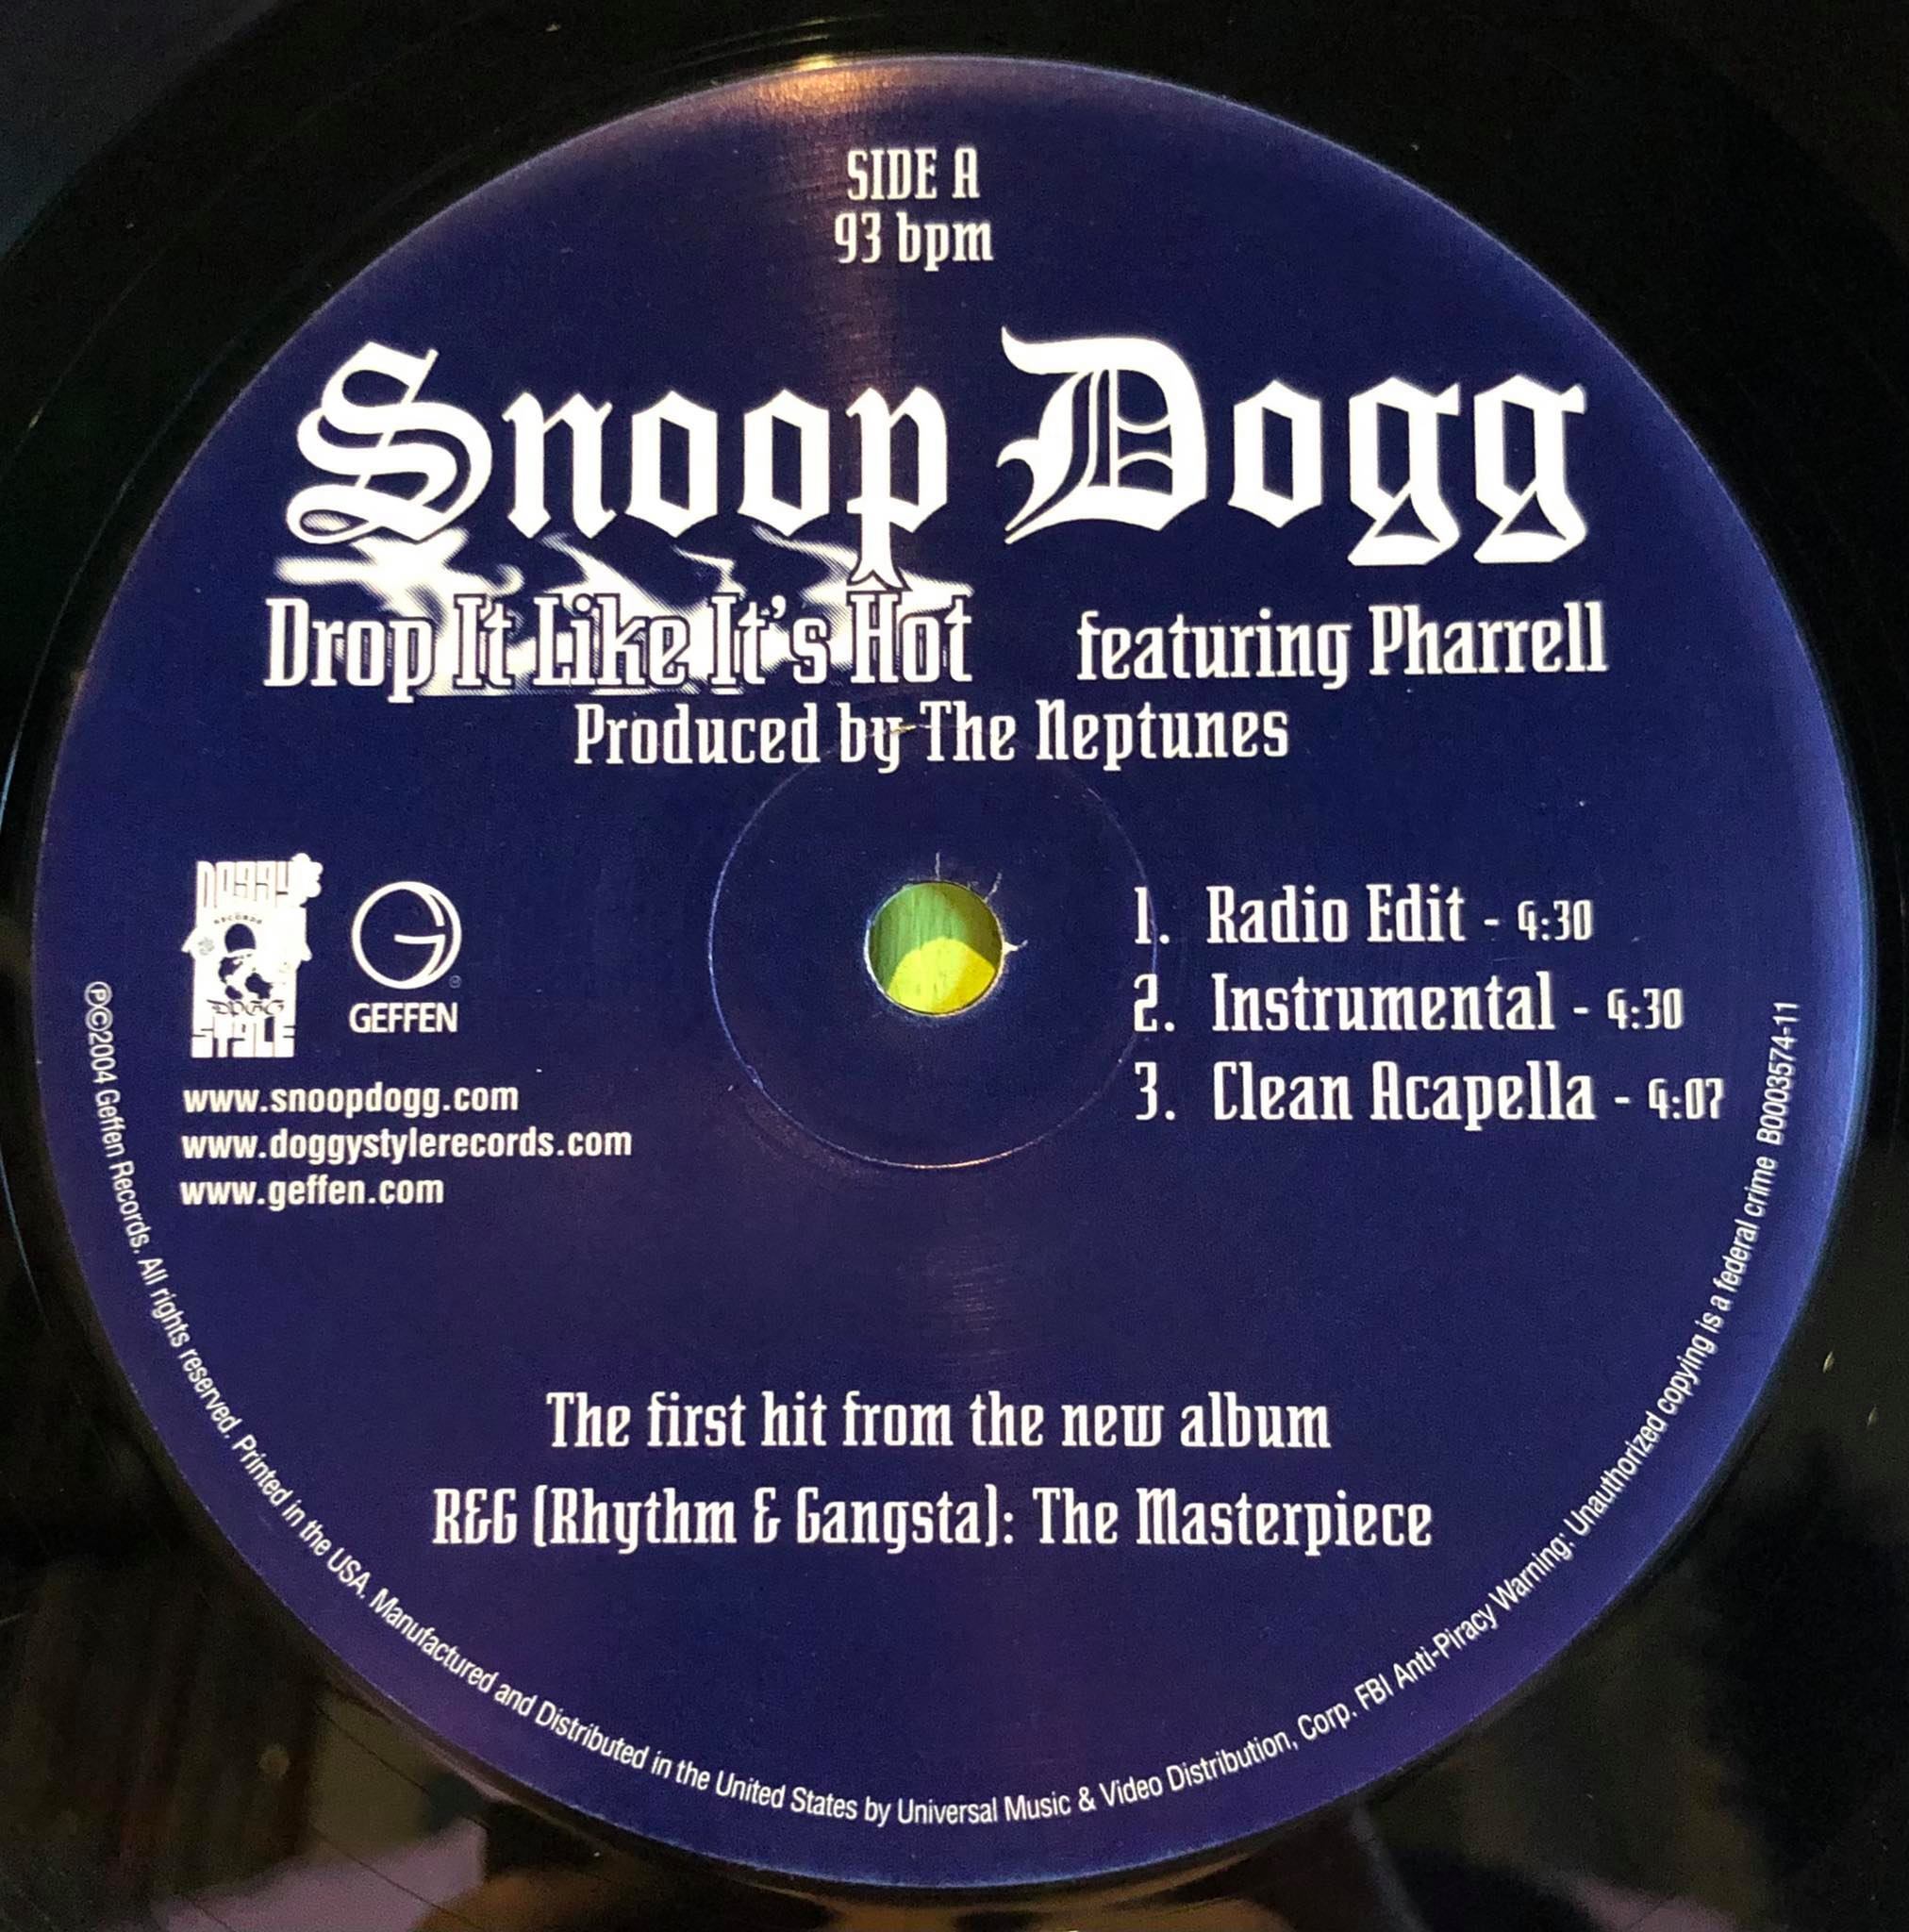 SIDE A
93 bpm
Snoop Dogg
Drop It Like It's Hot featuring Pharrell
Produced by The Neptunes
DOGGY
RECORDS
DPGC
STYLE
GEFFEN
®
www.snoopdogg.com
www.doggystylerecords.com
www.geffen.com
1. Radio Edit - 4:30
2. Instrumental - 4:30
3. Clean Acapella - 4:07
The first hit from the new album
R&G (Rhythm & Gangsta): The Masterpiece
℗©2004 Geffen Records. All rights reserved. Printed in the USA. Manufactured and Distributed in the United States by Universal Music & Video Distribution, Corp. FBI Anti-Piracy Warning: Unauthorized copying is a federal crime B0003574-11